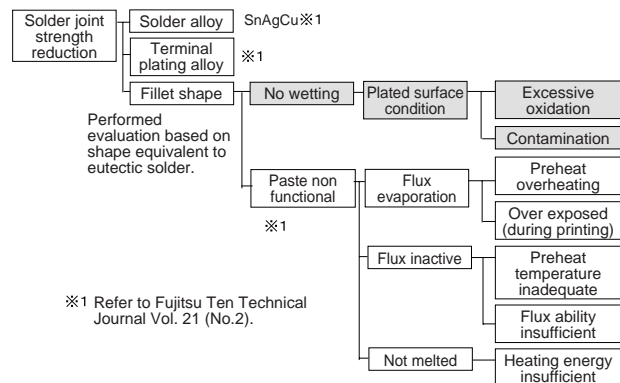 Solder joint
strength
reduction
Solder alloy
SnAgCu※1
Terminal
plating alloy
※1
Fillet shape
No wetting
Plated surface
condition
Excessive
oxidation
Contamination
Performed
evaluation based on
shape equivalent to
eutectic solder.
Paste non
functional
※1
Flux
evaporation
Preheat
overheating
Over exposed
(during printing)
Flux inactive
Preheat
temperature
inadequate
Flux ability
insufficient
Not melted
Heating energy
insufficient
※1 Refer to Fujitsu Ten Technical
Journal Vol. 21 (No.2).